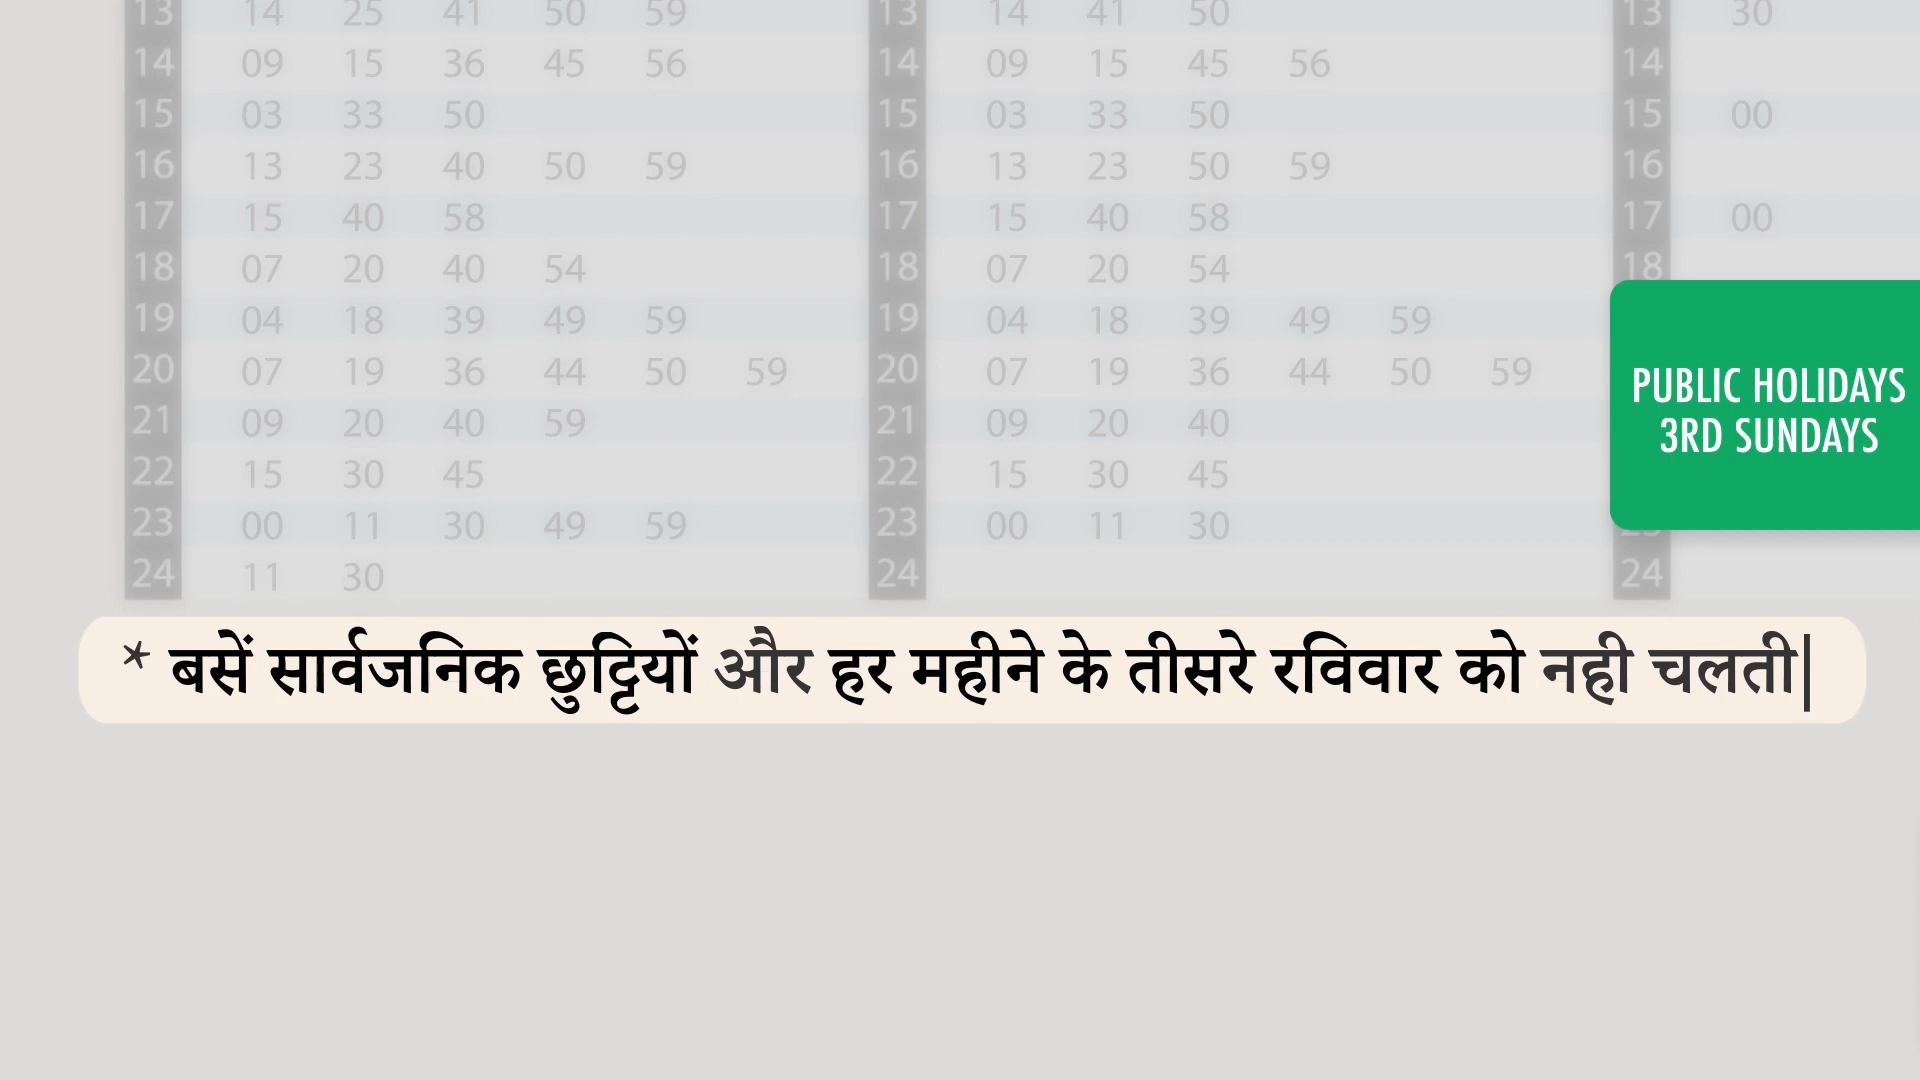 13 14 25 41 50 59 13 14 41 50 13 30
14 09 15 36 45 56 14 09 15 45 56 14
15 03 33 50 15 03 33 50 15 00
16 13 23 40 50 59 16 13 23 50 59 16
17 15 40 58 17 15 40 58 17 00
18 07 20 40 54 18 07 20 54 18
19 04 18 39 49 59 19 04 18 39 49 59
20 07 19 36 44 50 59 20 07 19 36 44 50 59
PUBLIC HOLIDAYS
3RD SUNDAYS
21 09 20 40 59 21 09 20 40
22 15 30 45 22 15 30 45
23 00 11 30 49 59 23 00 11 30
24 11 30 24 24
* बसें सार्वजनिक छुट्टियों और हर महीने के तीसरे रविवार को नही चलती|